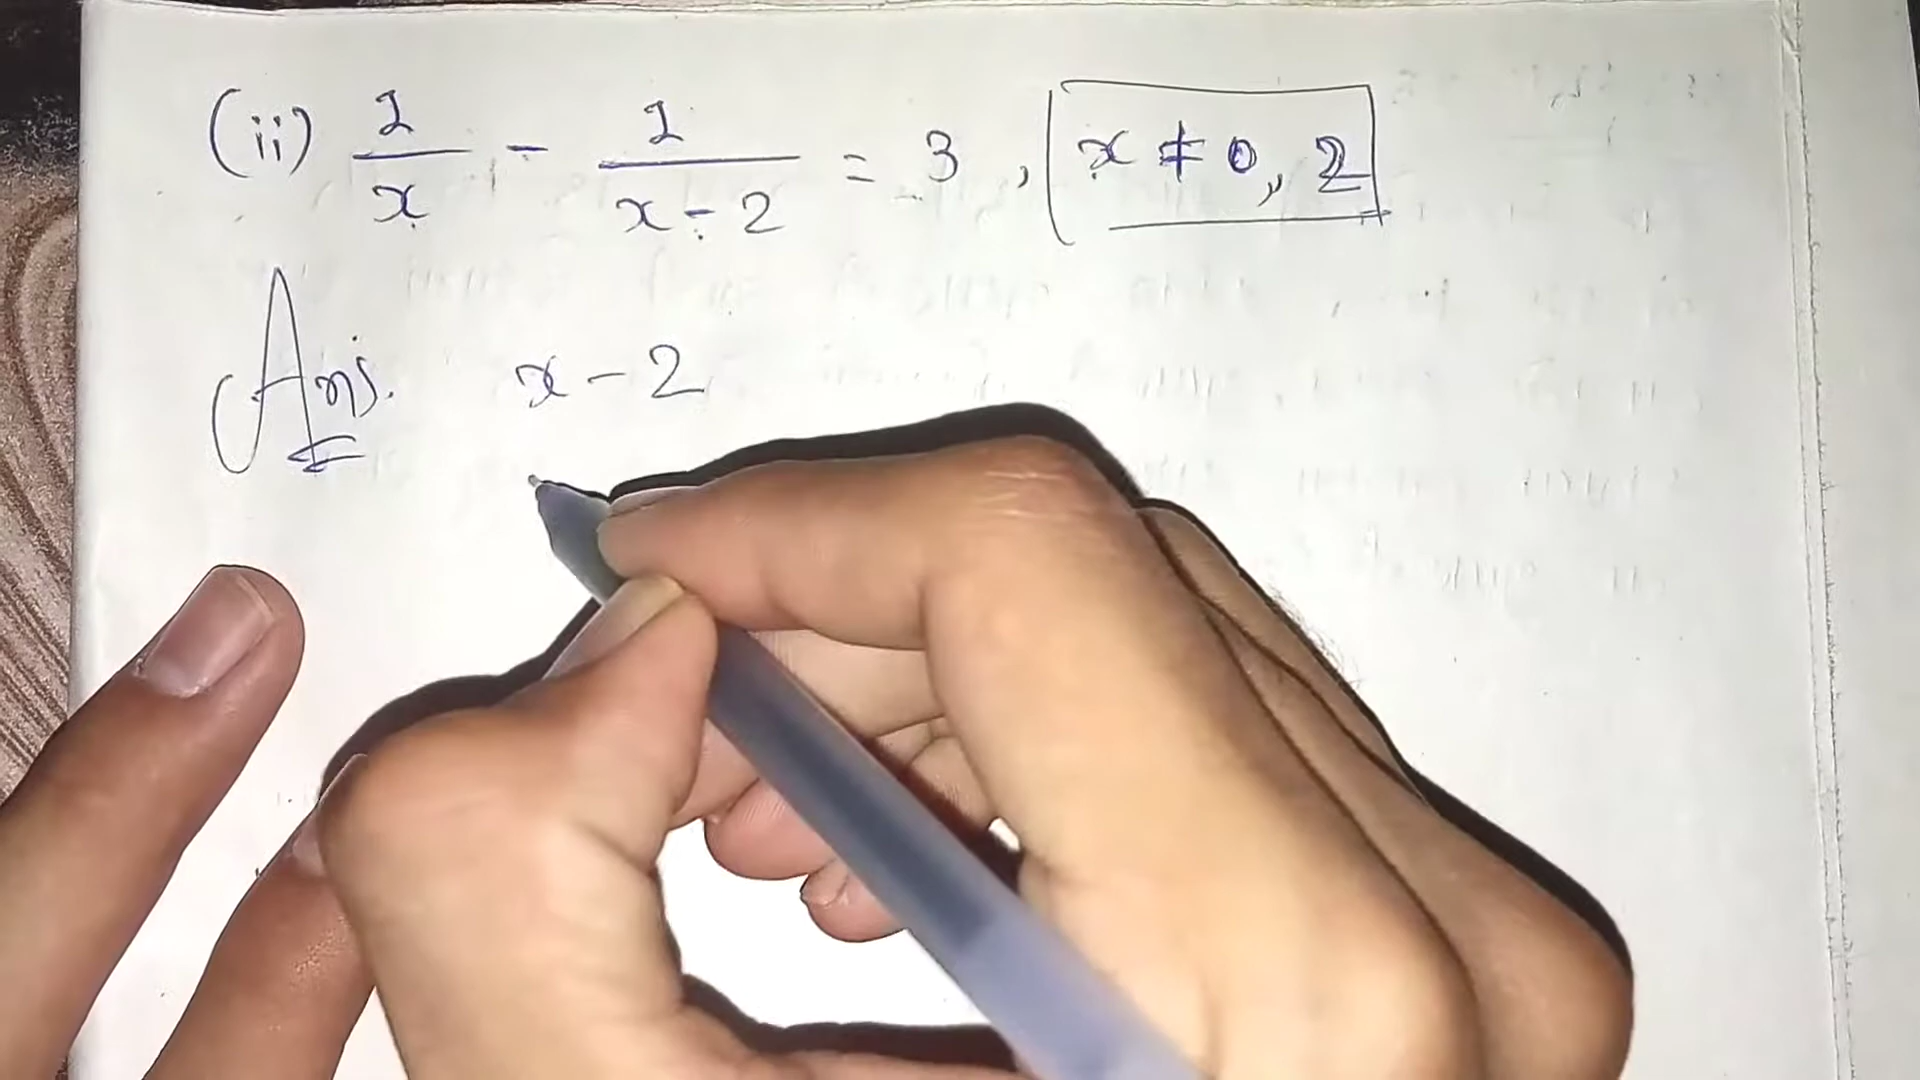 (ii) 1/x - 1/(x-2) = 3, x ≠ 0, 2
Ans. x-2